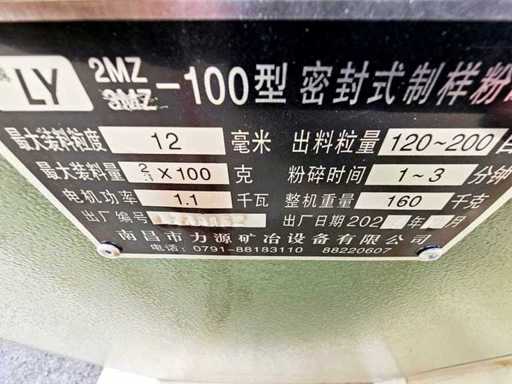 LY 2MZ 3MZ -100型 密封式制样粉
最大装料粒度 12 毫米 出料粒量 120~200 目
最大装料量 2/3 X 100 克 粉碎时间 1~3 分钟
电机功率 1.1 千瓦 整机重量 160 千克
出厂编号 出厂日期 202 年 月
南昌市力源矿冶设备有限公司
电话: 0791-88183110 88220607